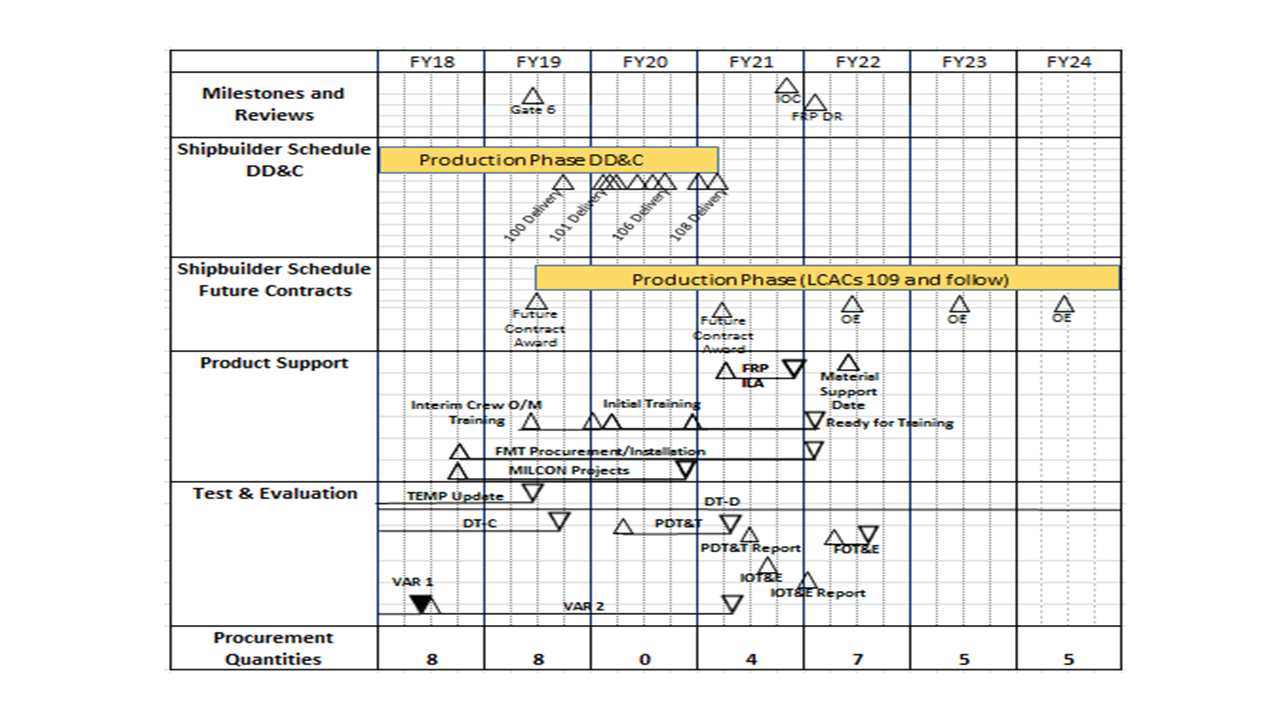 FY18 FY19 FY20 FY21 FY22 FY23 FY24
Milestones and
Reviews
Gate 6
IOC
FRP DR
Shipbuilder Schedule
DD&C
Production Phase DD&C
100 Delivery
101 Delivery
106 Delivery
108 Delivery
Shipbuilder Schedule
Future Contracts
Production Phase (LCACs 109 and follow)
Future
Contract
Award
Future
Contract
Award
OE
OE
OE
Product Support
FRP
ILA
Material
Support
Date
Interim Crew O/M
Training
Initial Training
Ready for Training
FMT Procurement/Installation
MILCON Projects
Test & Evaluation
TEMP Update
DT-D
DT-C
PDT&T
PDT&T Report
FOT&E
IOT&E
IOT&E Report
VAR 1
VAR 2
Procurement
Quantities
8 8 0 4 7 5 5